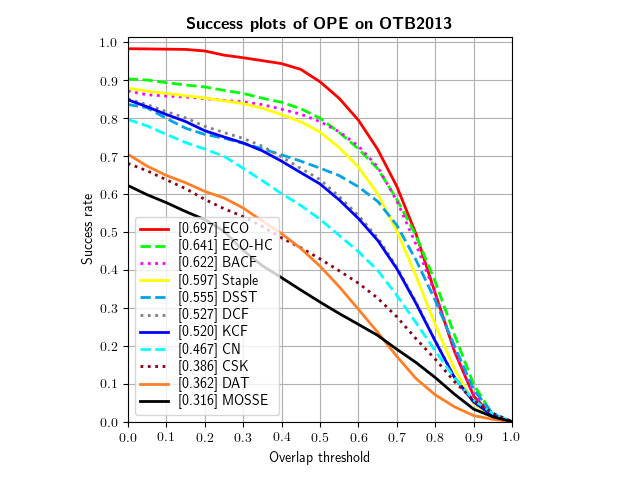 Success plots of OPE on OTB2013
Success rate
1.0
0.9
0.8
0.7
0.6
0.5
0.4
0.3
0.2
0.1
0.0
[0.697] ECO
[0.641] ECO-HC
[0.622] BACF
[0.597] Staple
[0.555] DSST
[0.527] DCF
[0.520] KCF
[0.467] CN
[0.386] CSK
[0.362] DAT
[0.316] MOSSE
0.0 0.1 0.2 0.3 0.4 0.5 0.6 0.7 0.8 0.9 1.0
Overlap threshold